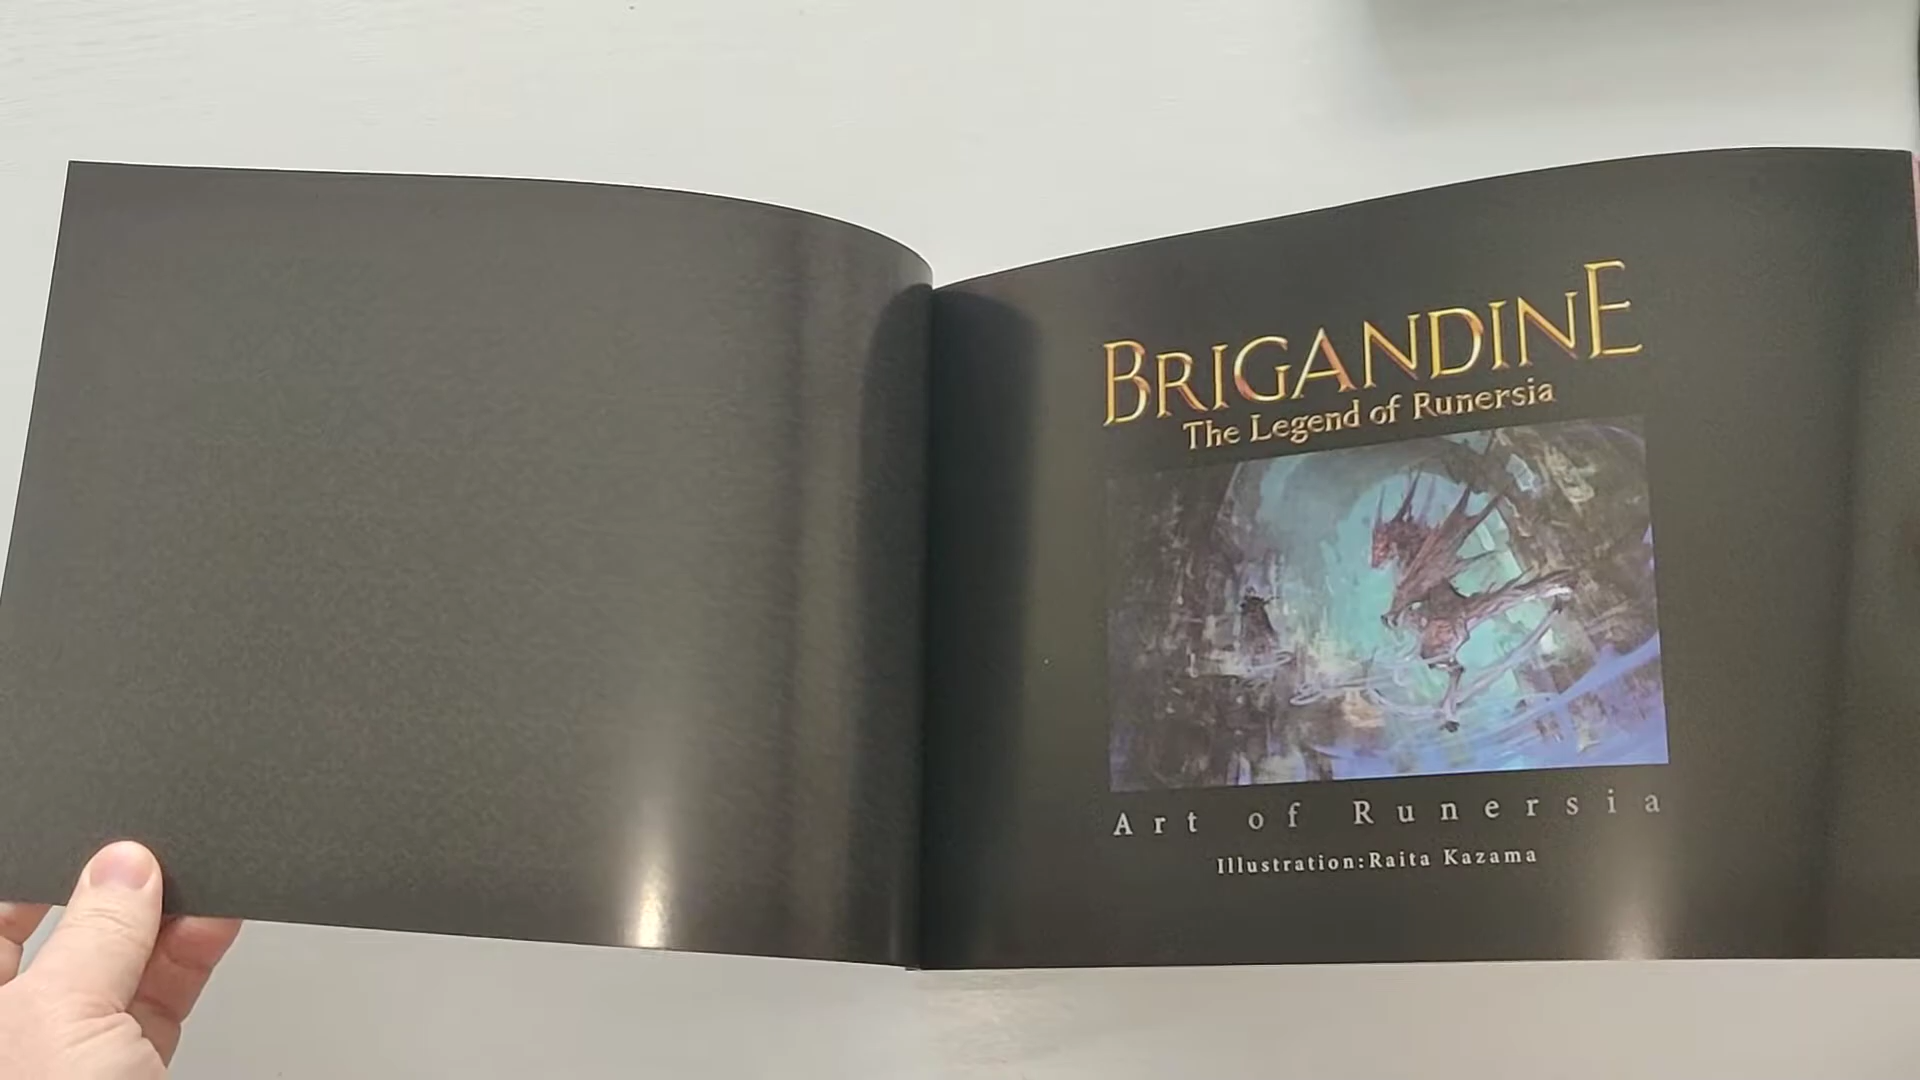 BRIGANDINE
The Legend of Runersia
Art of Runersia
Illustration:Raita Kazama